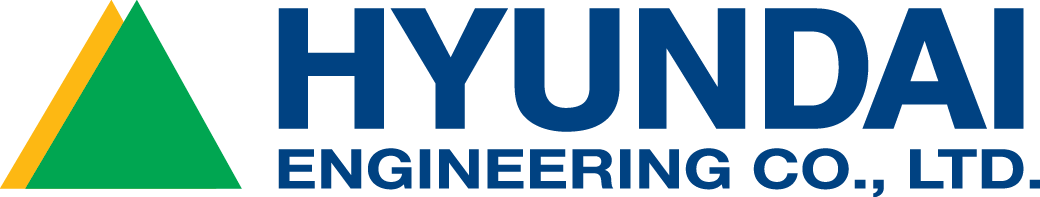 HYUNDAI
ENGINEERING CO., LTD.